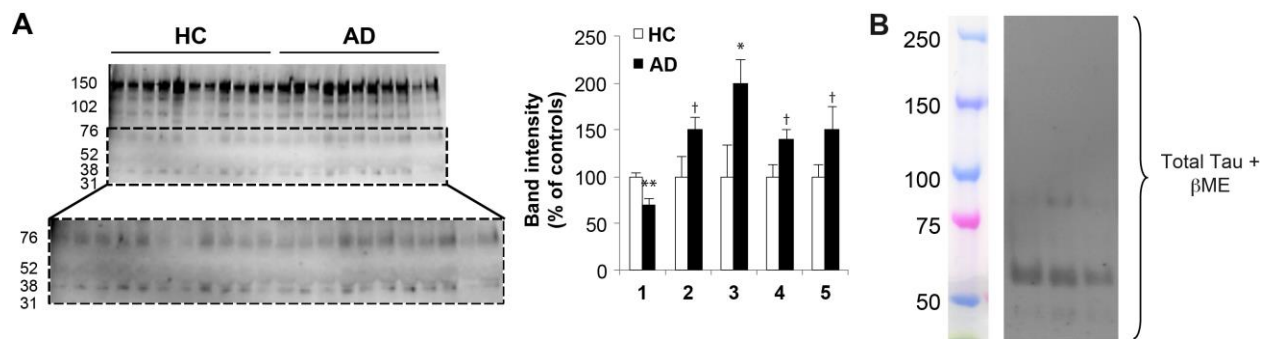 A
HC AD
150
102
76
52
38
31
76
52
38
31
Band intensity
(% of controls)
250
200
150
100
50
0
HC
AD
**
†
*
†
†
1 2 3 4 5
B
250
150
100
75
50
Total Tau +
βME